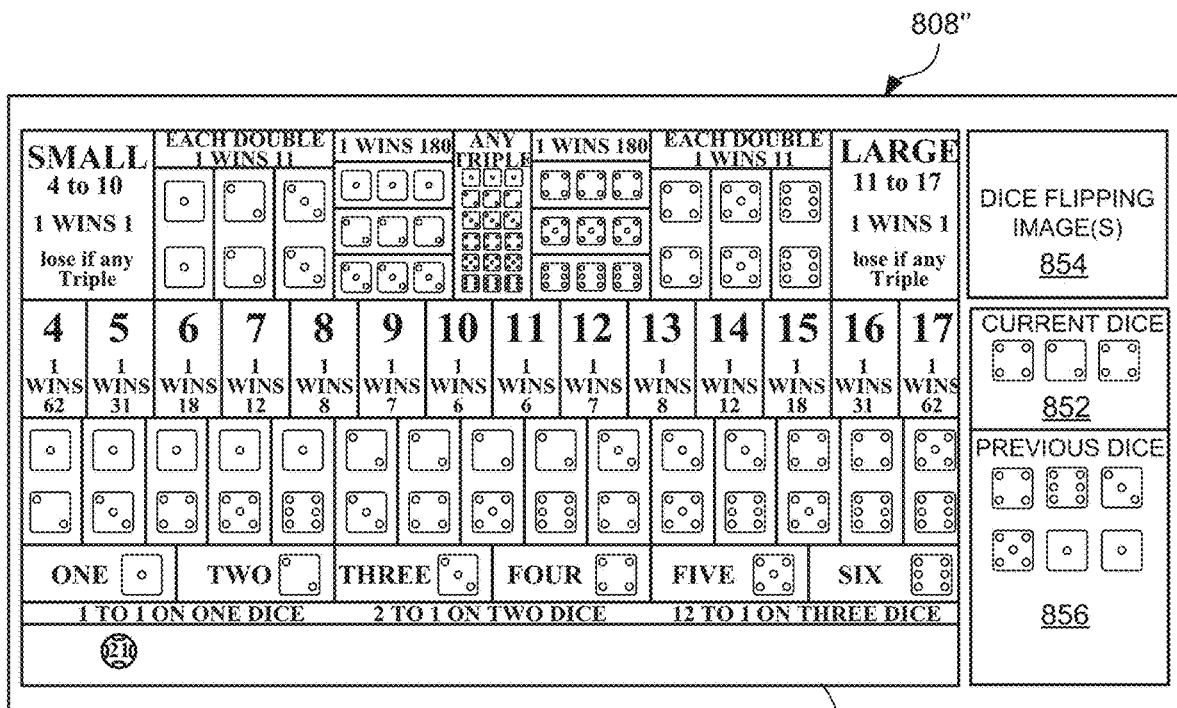 808"
SMALL
4 to 10
1 WINS 1
lose if any
Triple
EACH DOUBLE
1 WINS 11
1 WINS 180
ANY
TRIPLE
1 WINS 180
EACH DOUBLE
1 WINS 11
LARGE
11 to 17
1 WINS 1
lose if any
Triple
DICE FLIPPING
IMAGE(S)
854
4 5 6 7 8 9 10 11 12 13 14 15 16 17
1 1 1 1 1 1 1 1 1 1 1 1 1 1
WINS WINS WINS WINS WINS WINS WINS WINS WINS WINS WINS WINS WINS WINS
62 31 18 12 8 7 6 6 7 8 12 18 31 62
CURRENT DICE
852
PREVIOUS DICE
856
ONE TWO THREE FOUR FIVE SIX
1 TO 1 ON ONE DICE 2 TO 1 ON TWO DICE 12 TO 1 ON THREE DICE